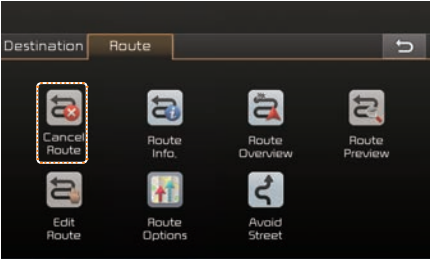 Destination Route
Cancel Route
Route Info.
Route Overview
Route Preview
Edit Route
Route Options
Avoid Street